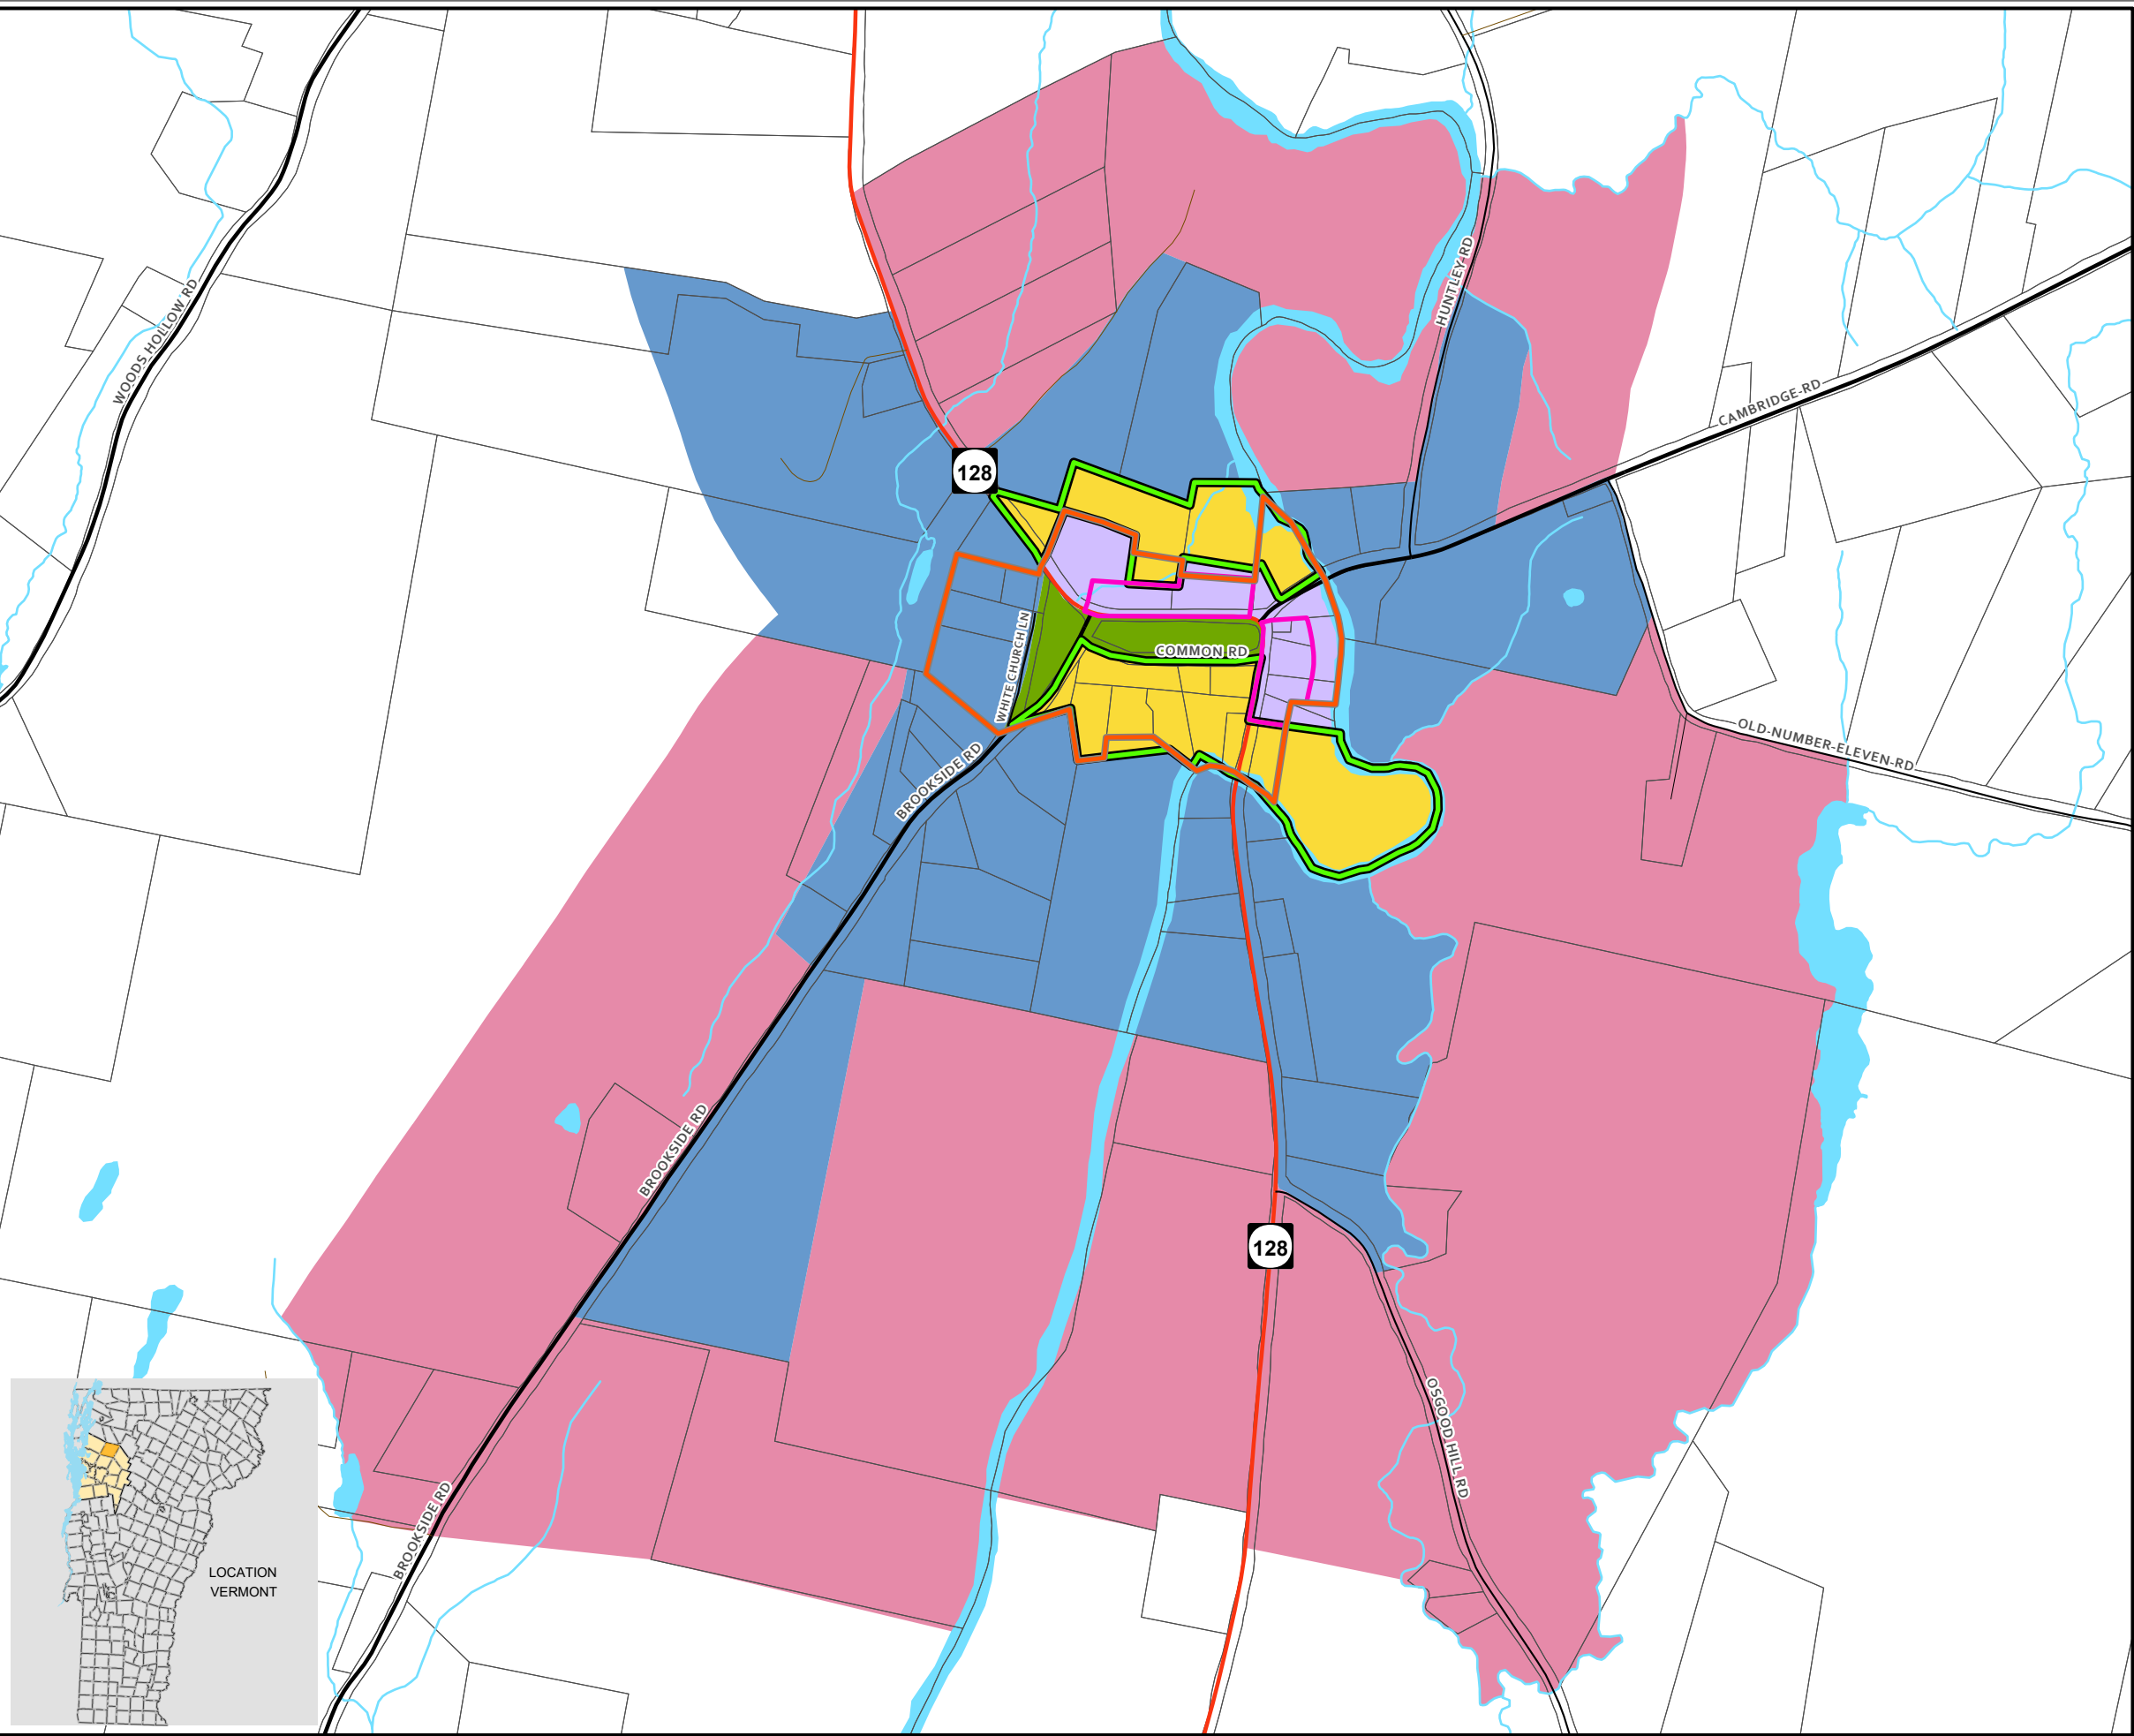 HUNTLEY RD
WOODS HOLLOW RD
CAMBRIDGE-RD
128
WHITE CHURCH LN
COMMON RD
OLD-NUMBER-ELEVEN-RD
BROOKSIDE RD
BROOKSIDE RD
128
OSGOOD HILL RD
BROOKSIDE RD
LOCATION
VERMONT